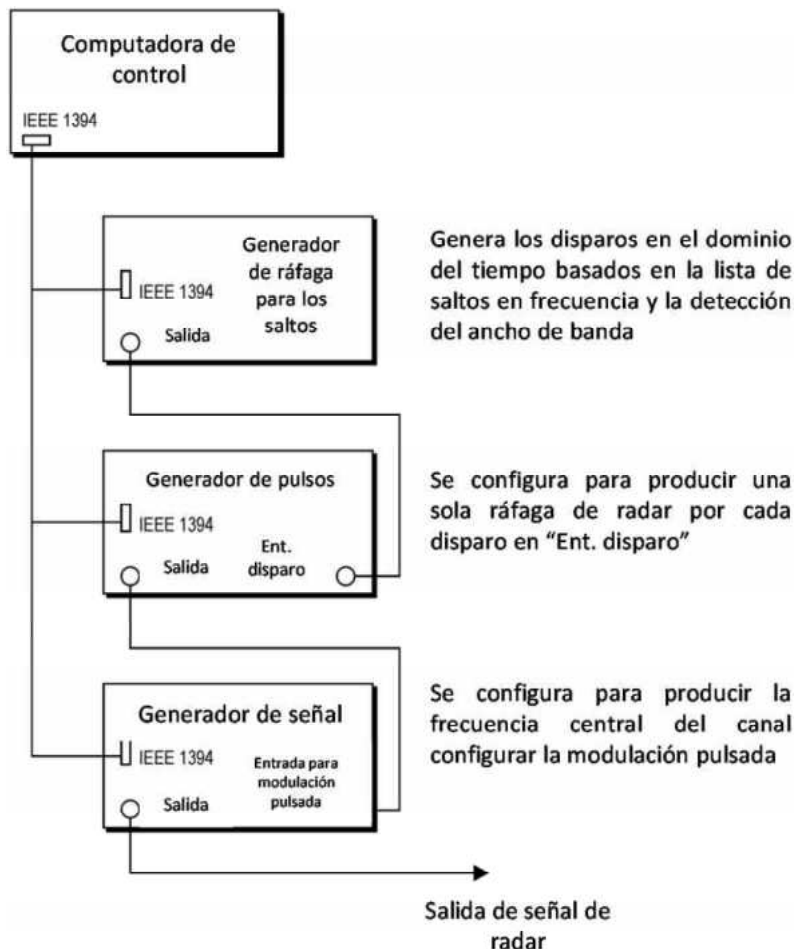 Computadora de
control
IEEE 1394
Generador
de ráfaga
para los
saltos
IEEE 1394
Salida
Genera los disparos en el dominio
del tiempo basados en la lista de
saltos en frecuencia y la detección
del ancho de banda
Generador de pulsos
IEEE 1394
Ent.
disparo
Salida
Se configura para producir una
sola ráfaga de radar por cada
disparo en “Ent. disparo”
Generador de señal
IEEE 1394
Entrada para
modulación
pulsada
Salida
Se configura para producir la
frecuencia central del canal
configurar la modulación pulsada
Salida de señal de
radar